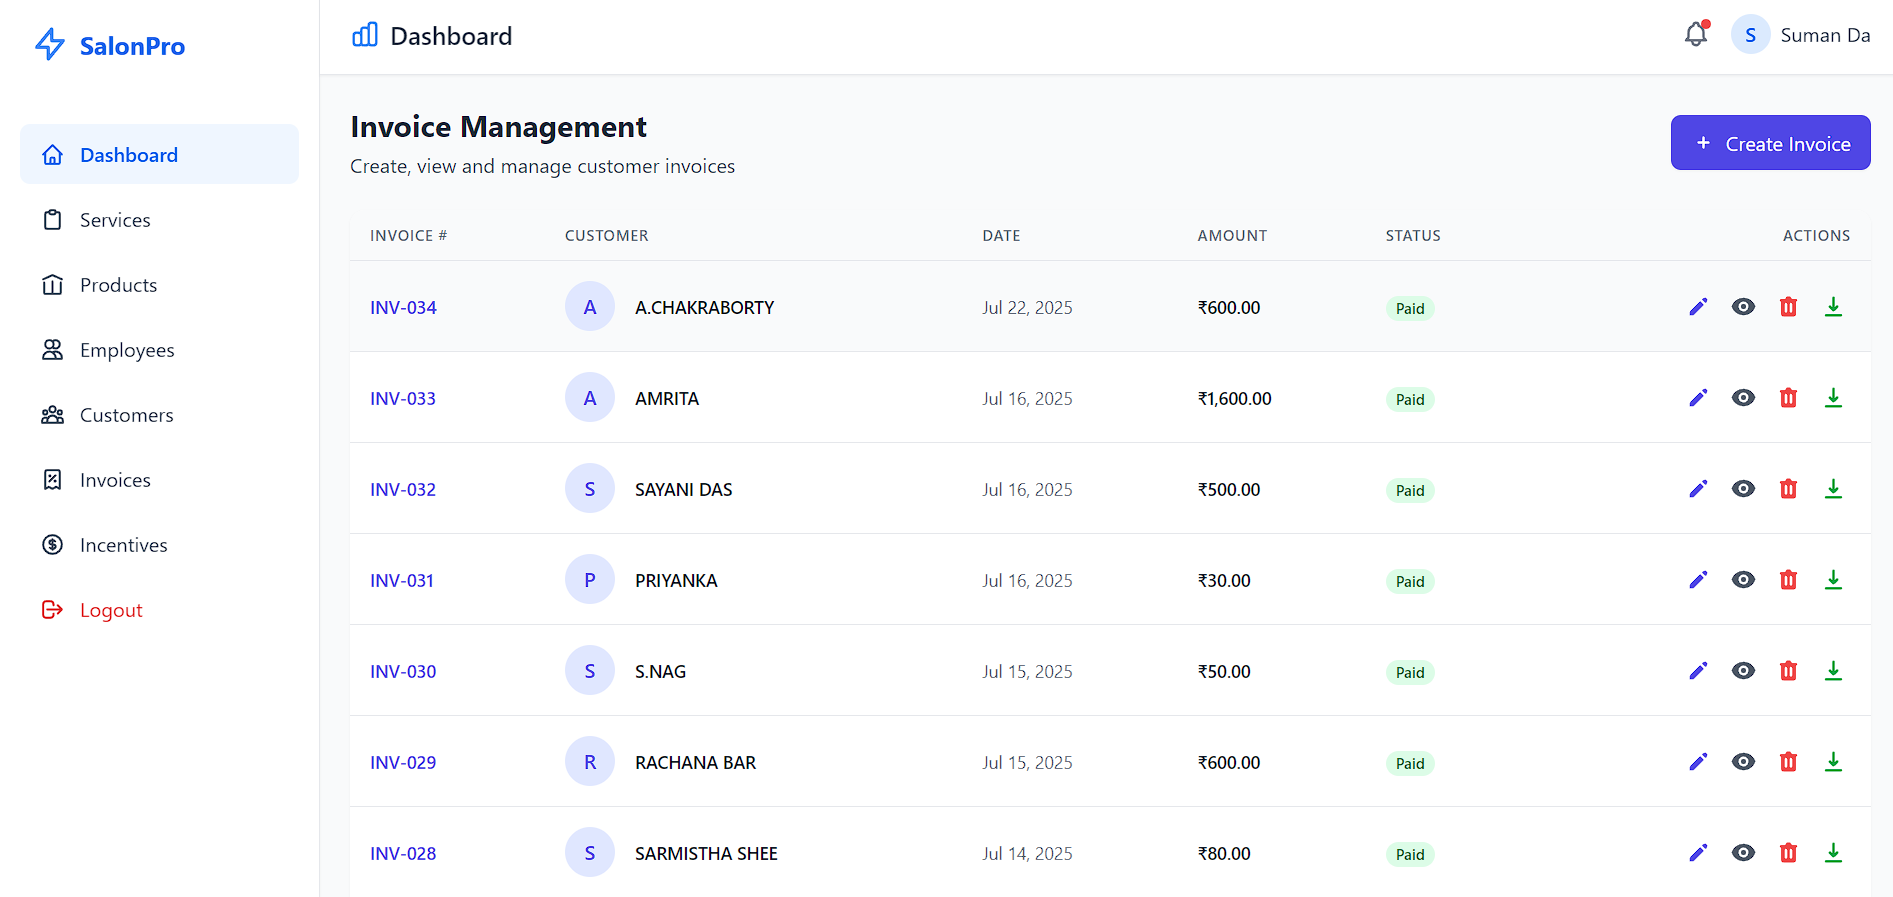 SalonPro
Dashboard
Services
Products
Employees
Customers
Invoices
Incentives
Logout
Dashboard
S Suman Da
Invoice Management
Create, view and manage customer invoices
+ Create Invoice
INVOICE # CUSTOMER DATE AMOUNT STATUS ACTIONS
INV-034 A A.CHAKRABORTY Jul 22, 2025 ₹600.00 Paid
INV-033 A AMRITA Jul 16, 2025 ₹1,600.00 Paid
INV-032 S SAYANI DAS Jul 16, 2025 ₹500.00 Paid
INV-031 P PRIYANKA Jul 16, 2025 ₹30.00 Paid
INV-030 S S.NAG Jul 15, 2025 ₹50.00 Paid
INV-029 R RACHANA BAR Jul 15, 2025 ₹600.00 Paid
INV-028 S SARMISTHA SHEE Jul 14, 2025 ₹80.00 Paid